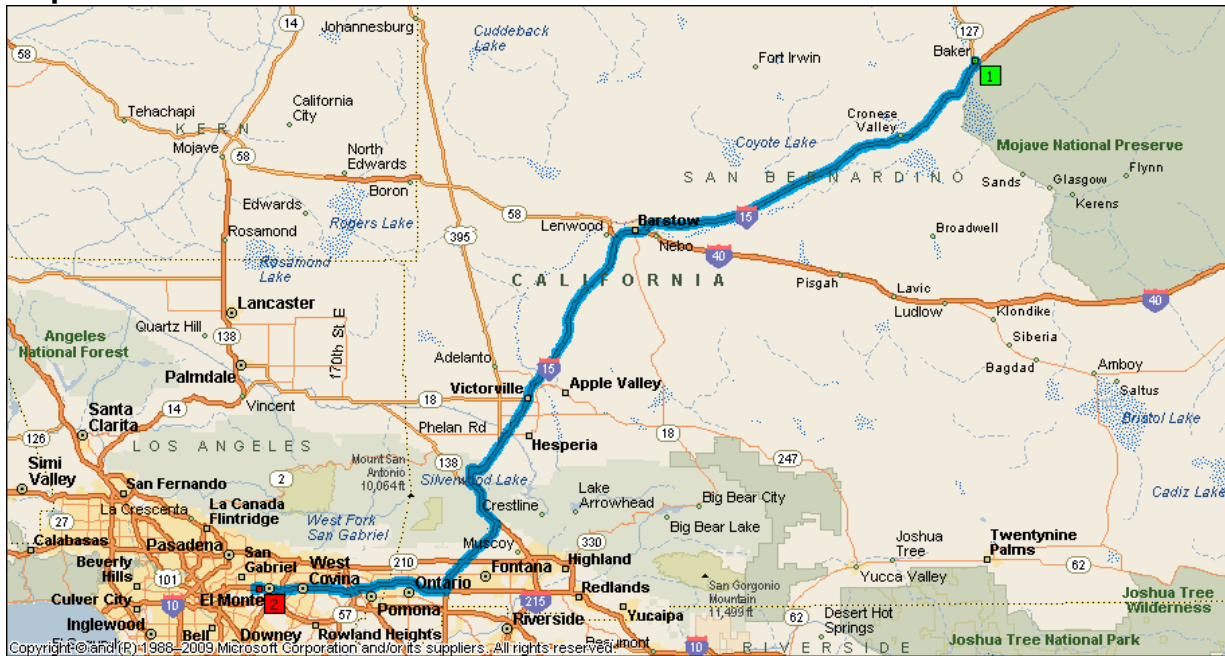 127
14
Johannesburg
Cuddeback
Lake
Baker
58
Fort Irwin
1
California
City
Tehachapi
KERN
Cronese
Valley
Coyote Lake
Mojave
58
North
Edwards
Mojave National Preserve
Boron
SAN BERNARDINO
Flynn
Sands
Glasgow
Kerens
Edwards
Rogers Lake
58
15
Rosamond
395
Lenwood
Barstow
Broadwell
Nebo
40
Rosamond
Lake
CALIFORNIA
Pisgah
Lavic
Ludlow
40
Lancaster
Klondike
Quartz Hill
138
170th St E
Siberia
Angeles
National Forest
Adelanto
15
Bagdad
Amboy
Palmdale
Victorville
Apple Valley
Saltus
Vincent
18
Bristol Lake
Santa
Clarita
14
Phelan Rd
18
126
LOS ANGELES
Hesperia
247
Simi
Valley
Mount San
Antonio
10,064 ft
138
Silverwood Lake
2
San Fernando
Lake
Arrowhead
Big Bear City
Cadiz Lake
La Crescenta
Crestline
27
La Canada
Flintridge
West Fork
San Gabriel
Big Bear Lake
Calabasas
Pasadena
Muscoy
330
Joshua
Tree
Twentynine
Palms
San
Gabriel
West
Covina
210
Highland
Beverly
Hills
101
Fontana
Yucca Valley
62
El Monte
Ontario
Redlands
San Gorgonio
Mountain
11,499 ft
Joshua Tree
Wilderness
Culver City
10
2
57
Pomona
215
Yucaipa
Inglewood
Bell
Downey
Rowland Heights
Riverside
62
Desert Hot
Springs
Beaumont
10
RIVERSIDE
Joshua Tree National Park
Copyright © and (P) 1988–2009 Microsoft Corporation and/or its suppliers. All rights reserved.